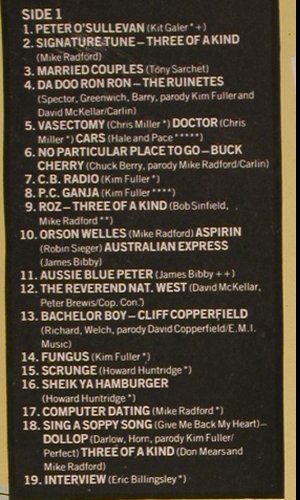 SIDE 1
1. PETER O'SULLEVAN (Kit Galer * +)
2. SIGNATURE TUNE – THREE OF A KIND
(Mike Radford)
3. MARRIED COUPLES (Tony Sarchet)
4. DA DOO RON RON – THE RUINETES
(Spector, Greenwich, Barry, parody Kim Fuller and
David McKellar/Carlin)
5. VASECTOMY (Chris Miller *) DOCTOR (Chris
Miller *) CARS (Hale and Pace *****)
6. NO PARTICULAR PLACE TO GO – BUCK
CHERRY (Chuck Berry, parody Mike Radford/Carlin)
7. C.B. RADIO (Kim Fuller *)
8. P.C. GANJA (Kim Fuller ****)
9. ROZ – THREE OF A KIND (Bob Sinfield,
Mike Radford **)
10. ORSON WELLES (Mike Radford) ASPIRIN
(Robin Sieger) AUSTRALIAN EXPRESS
(James Bibby)
11. AUSSIE BLUE PETER (James Bibby ++)
12. THE REVEREND NAT. WEST (David McKellar,
Peter Brewis/Cop. Con.)
13. BACHELOR BOY – CLIFF COPPERFIELD
(Richard, Welch, parody David Copperfield/E.M.I.
Music)
14. FUNGUS (Kim Fuller *)
15. SCRUNGE (Howard Huntridge *)
16. SHEIK YA HAMBURGER
(Howard Huntridge *)
17. COMPUTER DATING (Mike Radford *)
18. SING A SOPPY SONG (Give Me Back My Heart) –
DOLLOP (Darlow, Horn, parody Kim Fuller/
Perfect) THREE OF A KIND (Don Mears and
Mike Radford)
19. INTERVIEW (Eric Billingsley *)